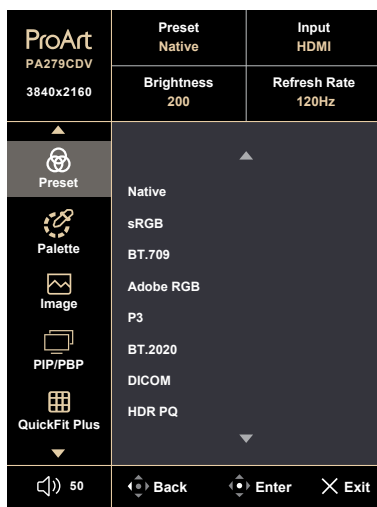 ProArt
PA279CDV
3840x2160
Preset
Native
Input
HDMI
Brightness
200
Refresh Rate
120Hz
Preset
Palette
Image
PIP/PBP
QuickFit Plus
Native
sRGB
BT.709
Adobe RGB
P3
BT.2020
DICOM
HDR PQ
50
Back
Enter
Exit